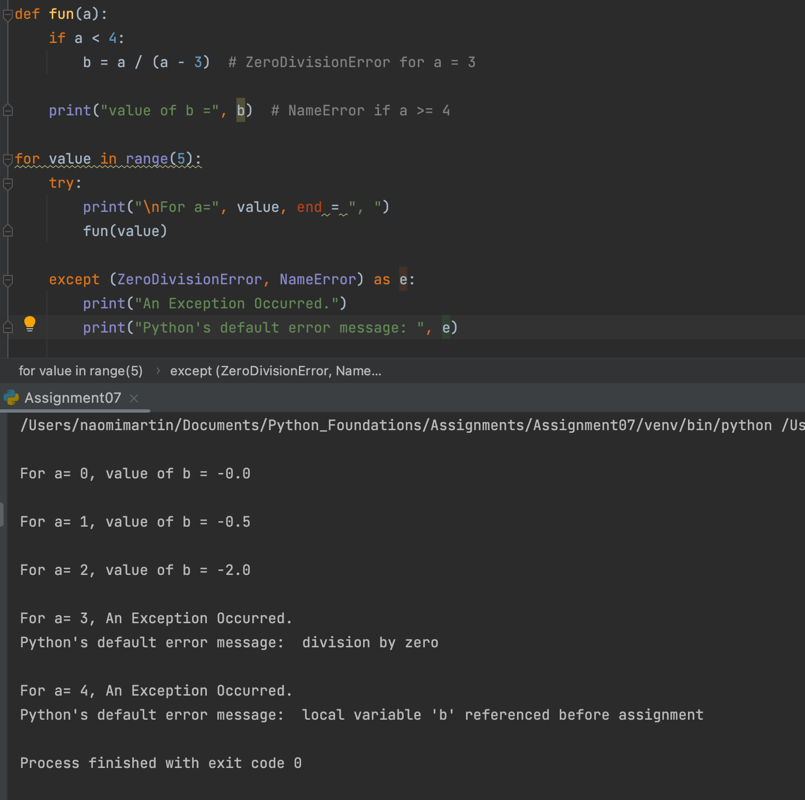 def fun(a):
    if a < 4:
        b = a / (a - 3)  # ZeroDivisionError for a = 3
    print("value of b =", b)  # NameError if a >= 4
for value in range(5):
    try:
        print("\nFor a=", value, end = ", ")
        fun(value)
    except (ZeroDivisionError, NameError) as e:
        print("An Exception Occurred.")
        print("Python's default error message: ", e)
for value in range(5) › except (ZeroDivisionError, Name...
Assignment07 ×
/Users/naomimartin/Documents/Python_Foundations/Assignments/Assignment07/venv/bin/python /Us
For a= 0, value of b = -0.0
For a= 1, value of b = -0.5
For a= 2, value of b = -2.0
For a= 3, An Exception Occurred.
Python's default error message:  division by zero
For a= 4, An Exception Occurred.
Python's default error message:  local variable 'b' referenced before assignment
Process finished with exit code 0